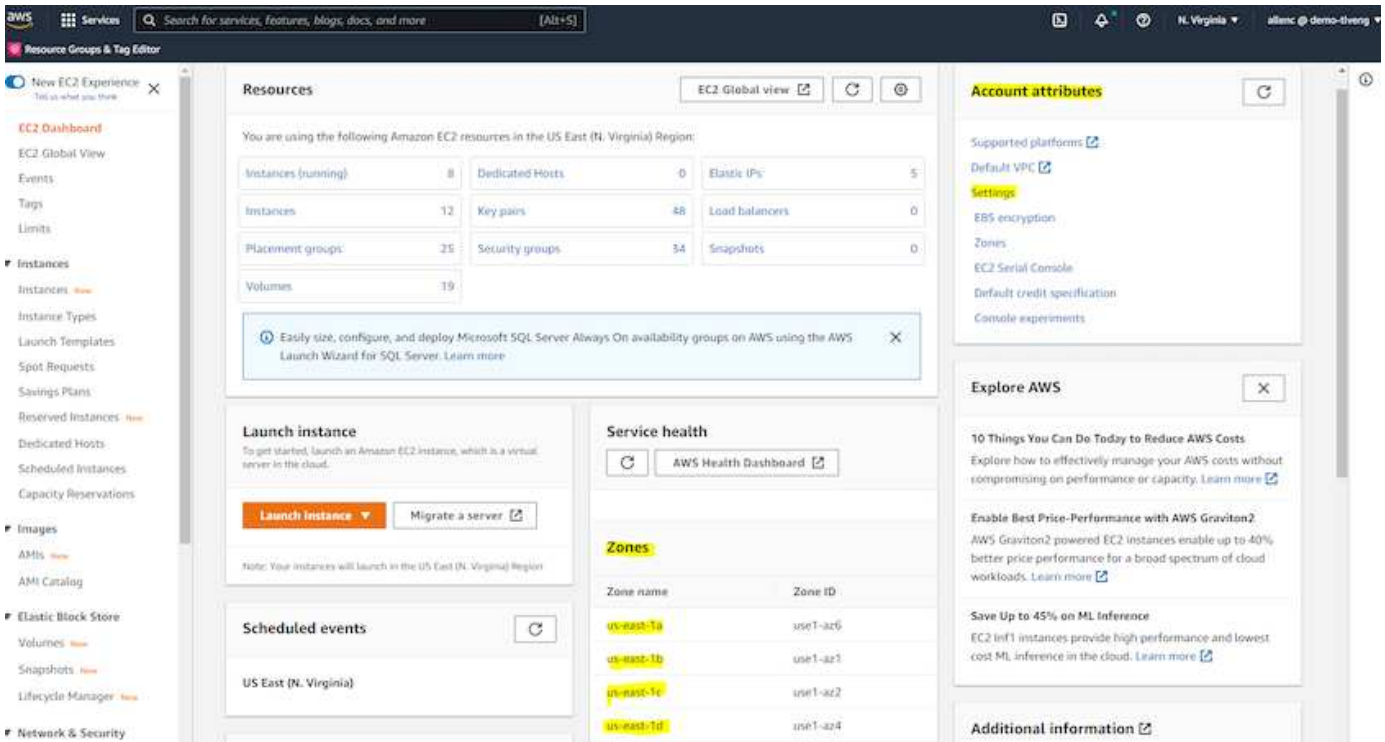 aws
Services
Search for services, features, blogs, docs, and more
[Alt+S]
N. Virginia
allanc @ demo-tlveng
Resource Groups & Tag Editor
New EC2 Experience
Tell us what you think
EC2 Dashboard
EC2 Global View
Events
Tags
Limits
Instances
Instances New
Instance Types
Launch Templates
Spot Requests
Savings Plans
Reserved Instances New
Dedicated Hosts
Scheduled Instances
Capacity Reservations
Images
AMIs New
AMI Catalog
Elastic Block Store
Volumes New
Snapshots New
Lifecycle Manager New
Network & Security
Resources
EC2 Global view
You are using the following Amazon EC2 resources in the US East (N. Virginia) Region:
Instances (running) 8
Dedicated Hosts 0
Elastic IPs 5
Instances 12
Key pairs 48
Load balancers 0
Placement groups 25
Security groups 34
Snapshots 0
Volumes 19
Easily size, configure, and deploy Microsoft SQL Server Always On availability groups on AWS using the AWS
Launch Wizard for SQL Server. Learn more
Launch instance
To get started, launch an Amazon EC2 instance, which is a virtual
server in the cloud.
Launch instance
Migrate a server
Note: Your instances will launch in the US East (N. Virginia) Region
Scheduled events
US East (N. Virginia)
Service health
AWS Health Dashboard
Zones
Zone name Zone ID
us-east-1a use1-az6
us-east-1b use1-az1
us-east-1c use1-az2
us-east-1d use1-az4
Account attributes
Supported platforms
Default VPC
Settings
EBS encryption
Zones
EC2 Serial Console
Default credit specification
Console experiments
Explore AWS
10 Things You Can Do Today to Reduce AWS Costs
Explore how to effectively manage your AWS costs without
compromising on performance or capacity. Learn more
Enable Best Price-Performance with AWS Graviton2
AWS Graviton2 powered EC2 instances enable up to 40%
better price performance for a broad spectrum of cloud
workloads. Learn more
Save Up to 45% on ML Inference
EC2 Inf1 instances provide high performance and lowest
cost ML inference in the cloud. Learn more
Additional information